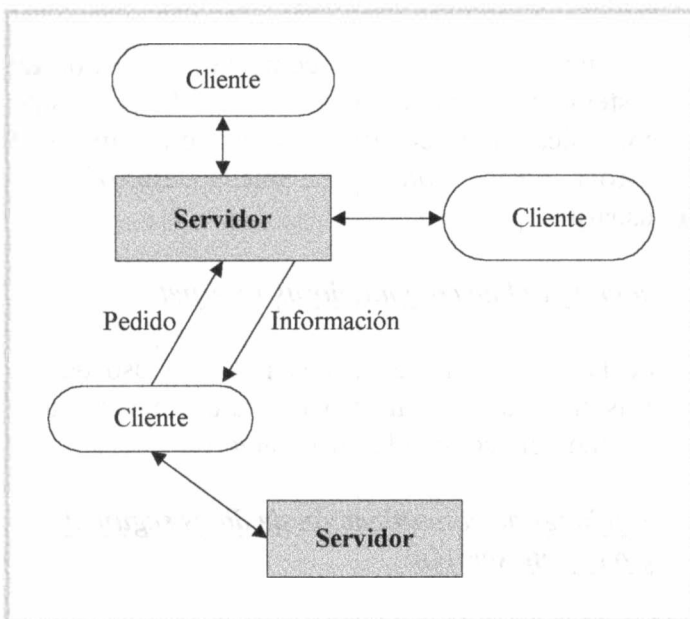 Cliente
Servidor
Cliente
Pedido
Información
Cliente
Servidor